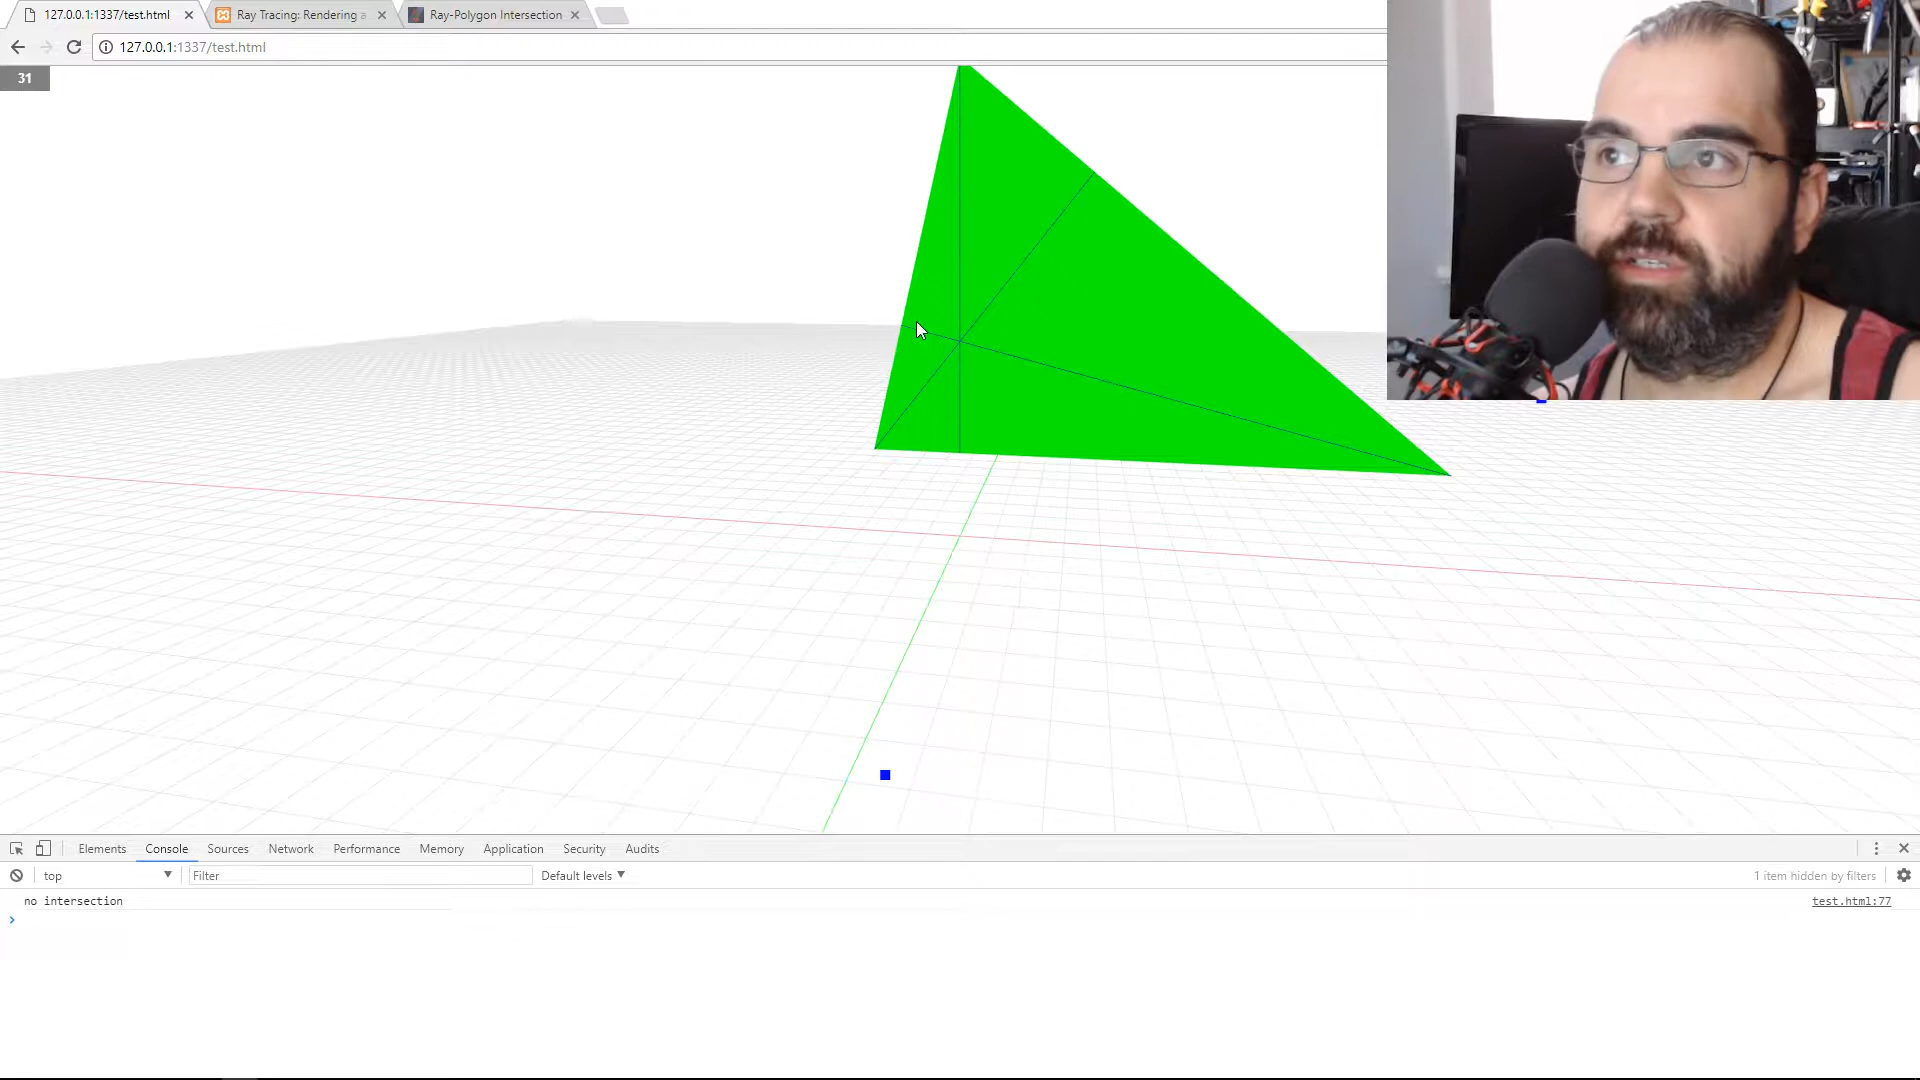 127.0.0.1:1337/test.html
Ray Tracing: Rendering a
Ray-Polygon Intersection
127.0.0.1:1337/test.html
31
Elements Console Sources Network Performance Memory Application Security Audits
top Filter Default levels 1 item hidden by filters
no intersection test.html:77